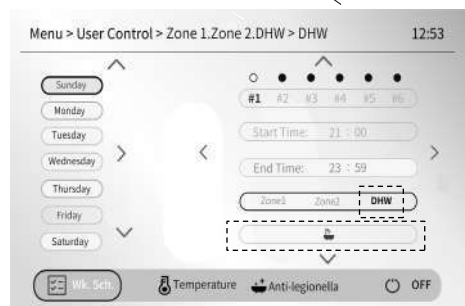 Menu > User Control > Zone 1.Zone 2.DHW > DHW 12:53
Sunday
Monday
Tuesday
Wednesday
Thursday
Friday
Saturday
#1 #2 #3 #4 #5 #6
Start Time: 21 : 00
End Time: 23 : 59
Zone1 Zone2 DHW
Wk. Sch. Temperature Anti-legionella OFF